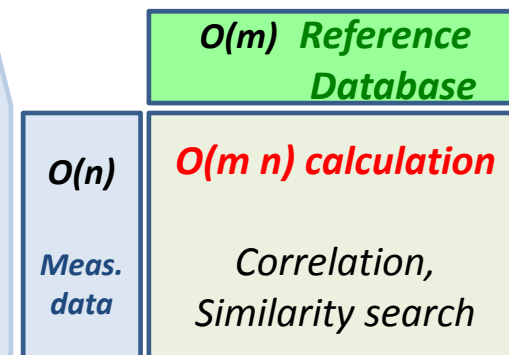 O(m) Reference
Database
O(n)
O(m n) calculation
Meas.
data
Correlation,
Similarity search